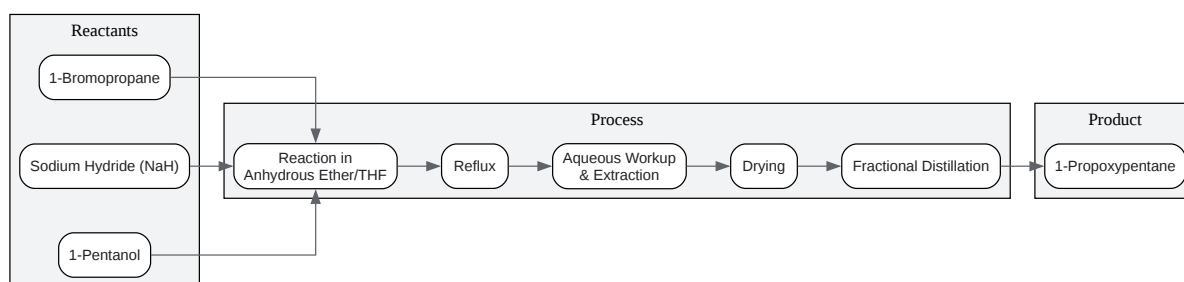 Reactants
1-Bromopropane
Sodium Hydride (NaH)
1-Pentanol
Process
Reaction in
Anhydrous Ether/THF
Reflux
Aqueous Workup
& Extraction
Drying
Fractional Distillation
Product
1-Propoxypentane